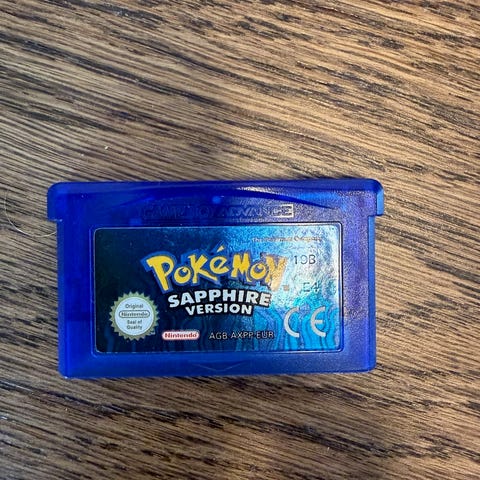 GAME BOY ADVANCE
POKéMON
SAPPHIRE
VERSION
10B
E4
Original
Nintendo
Seal of
Quality
Nintendo
AGB-AXPP-EUR
CE